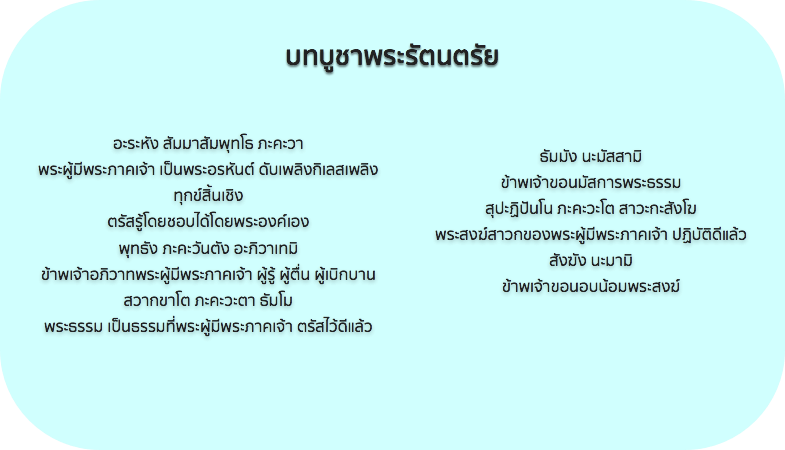 บทบูชาพระรัตนตรัย
อะระหัง สัมมาสัมพุทโธ ภะคะวา
พระผู้มีพระภาคเจ้า เป็นพระอรหันต์ ดับเพลิงกิเลสเพลิง
ทุกข์สิ้นเชิง
ตรัสรู้โดยชอบได้โดยพระองค์เอง
พุทธัง ภะคะวันตัง อะภิวาเทมิ
ข้าพเจ้าอภิวาทพระผู้มีพระภาคเจ้า ผู้รู้ ผู้ตื่น ผู้เบิกบาน
สวากขาโต ภะคะวะตา ธัมโม
พระธรรม เป็นธรรมที่พระผู้มีพระภาคเจ้า ตรัสไว้ดีแล้ว
ธัมมัง นะมัสสามิ
ข้าพเจ้าขอนมัสการพระธรรม
สุปะฏิปันโน ภะคะวะโต สาวะกะสังโฆ
พระสงฆ์สาวกของพระผู้มีพระภาคเจ้า ปฏิบัติดีแล้ว
สังฆัง นะมามิ
ข้าพเจ้าขอนอบน้อมพระสงฆ์